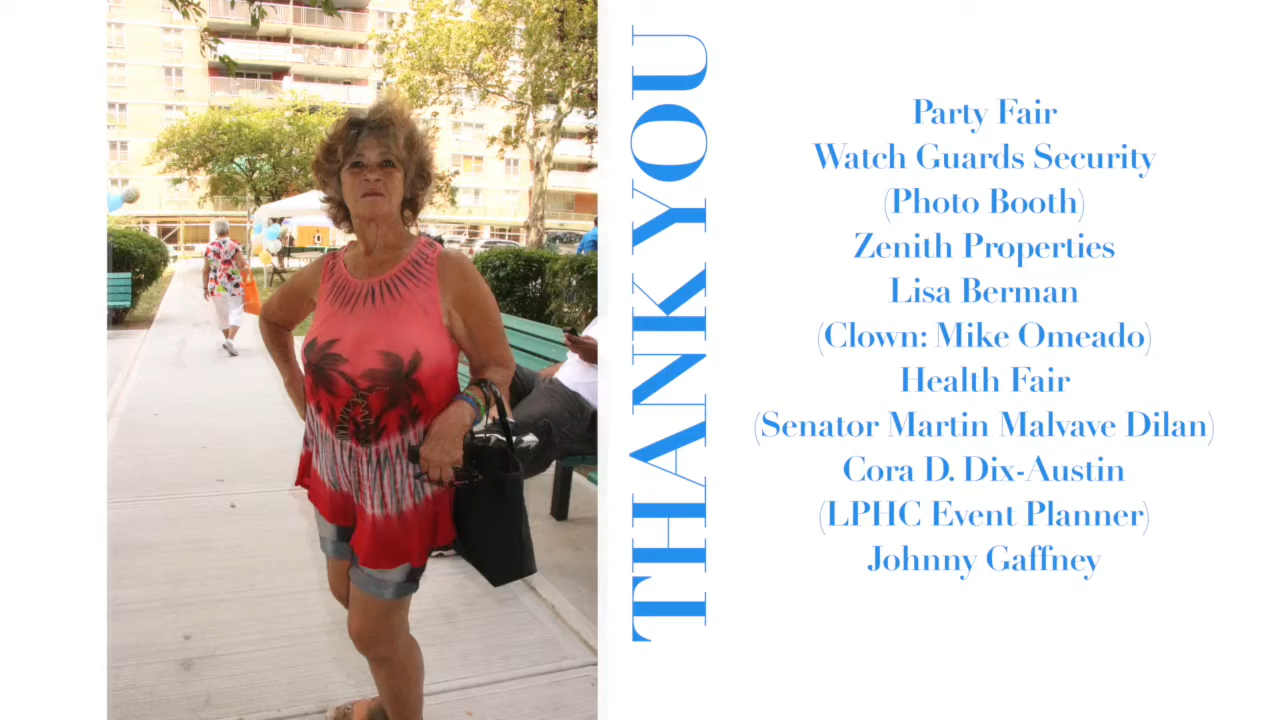 THANK YOU
Party Fair
Watch Guards Security
(Photo Booth)
Zenith Properties
Lisa Berman
(Clown: Mike Omeado)
Health Fair
(Senator Martin Malvave Dilan)
Cora D. Dix-Austin
(LPHC Event Planner)
Johnny Gaffney